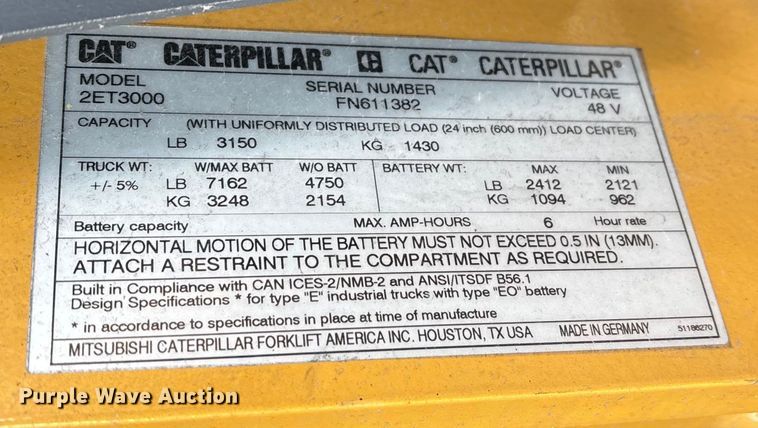 CAT® CATERPILLAR® C CAT® CATERPILLAR®
MODEL SERIAL NUMBER VOLTAGE
2ET3000 FN611382 48 V
CAPACITY (WITH UNIFORMLY DISTRIBUTED LOAD (24 inch (600 mm)) LOAD CENTER)
LB 3150 KG 1430
TRUCK WT: W/MAX BATT W/O BATT BATTERY WT: MAX MIN
+/- 5% LB 7162 4750 LB 2412 2121
KG 3248 2154 KG 1094 962
Battery capacity MAX. AMP-HOURS 6 Hour rate
HORIZONTAL MOTION OF THE BATTERY MUST NOT EXCEED 0.5 IN (13MM).
ATTACH A RESTRAINT TO THE COMPARTMENT AS REQUIRED.
Built in Compliance with CAN ICES-2/NMB-2 and ANSI/ITSDF B56.1
Design Specifications * for type "E" industrial trucks with type "EO" battery
* in accordance to specifications in place at time of manufacture
MITSUBISHI CATERPILLAR FORKLIFT AMERICA INC. HOUSTON, TX USA MADE IN GERMANY 51186270
Purple Wave Auction